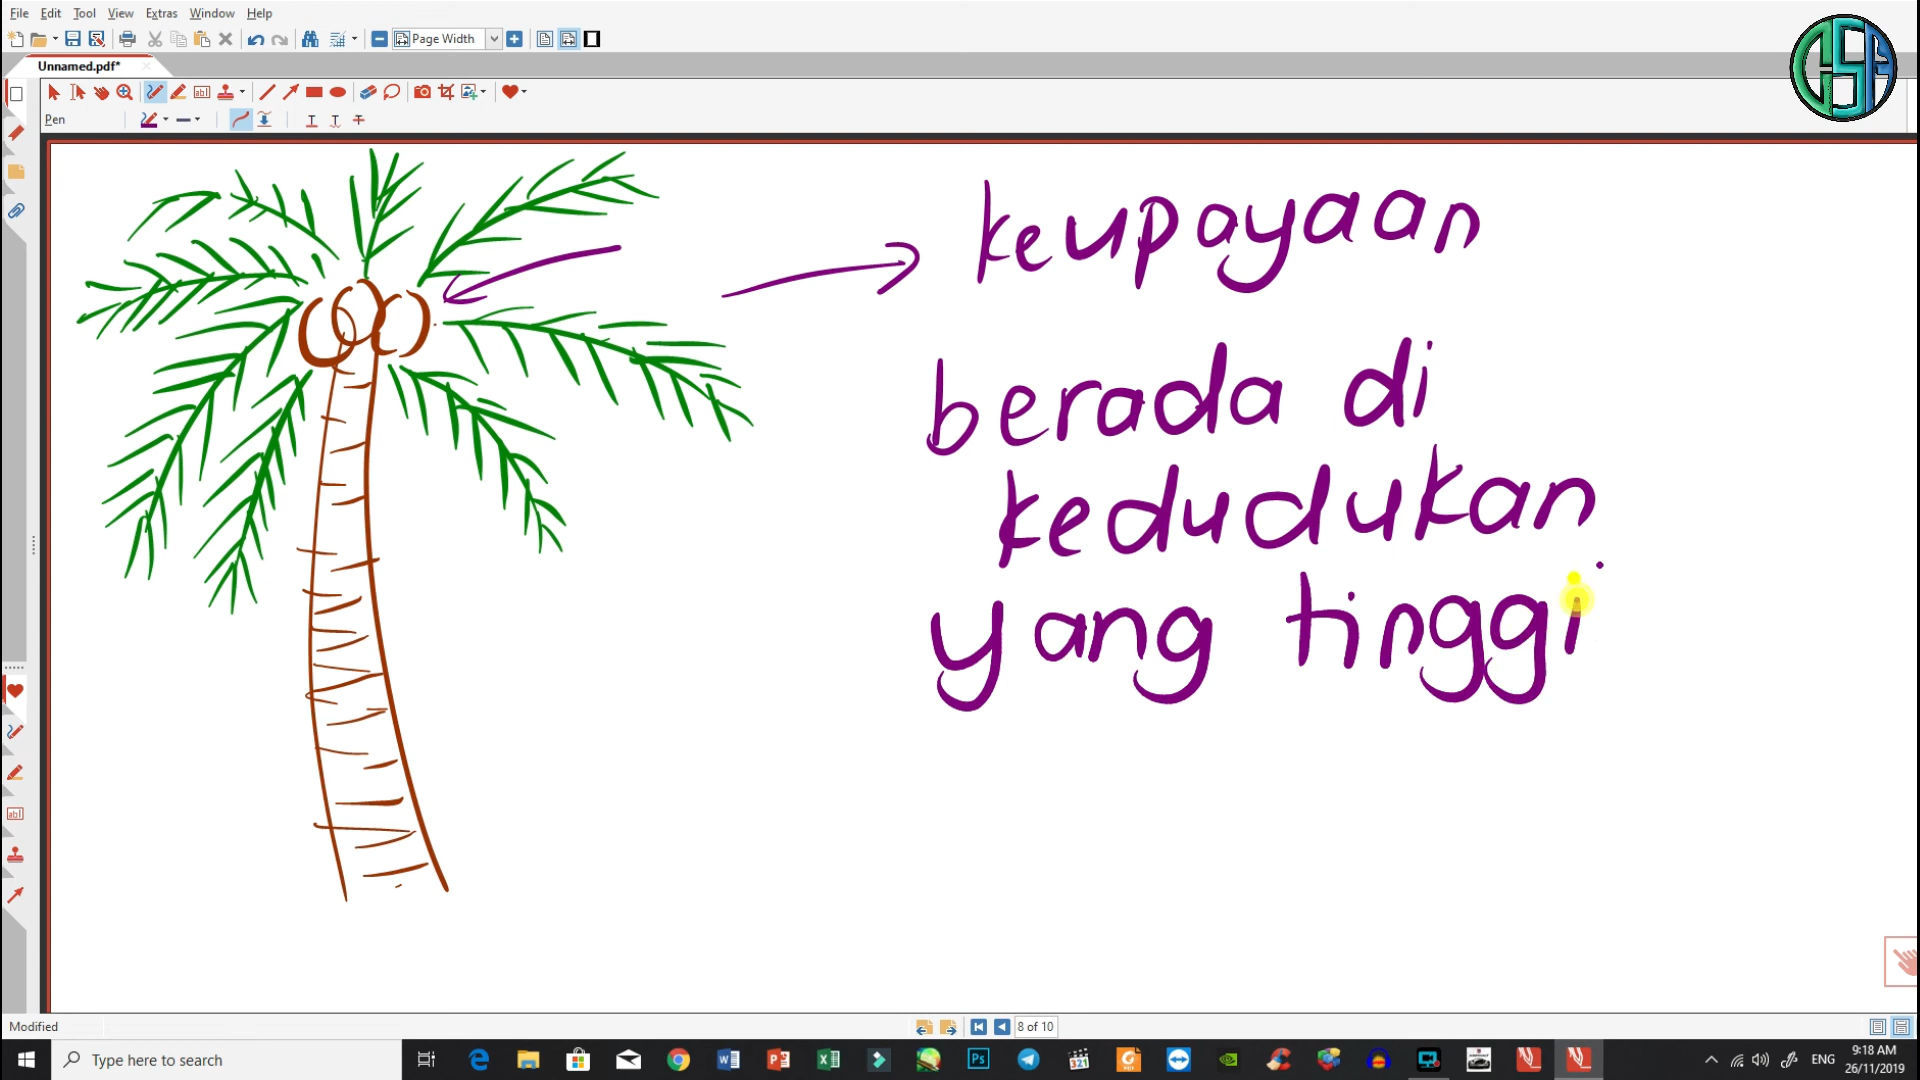 File Edit Tool View Extras Window Help
Page Width
Unnamed.pdf*
Pen
keupayaan
berada di
kedudukan
yang tinggi
Modified
8 of 10
Type here to search
ENG
9:18 AM
26/11/2019